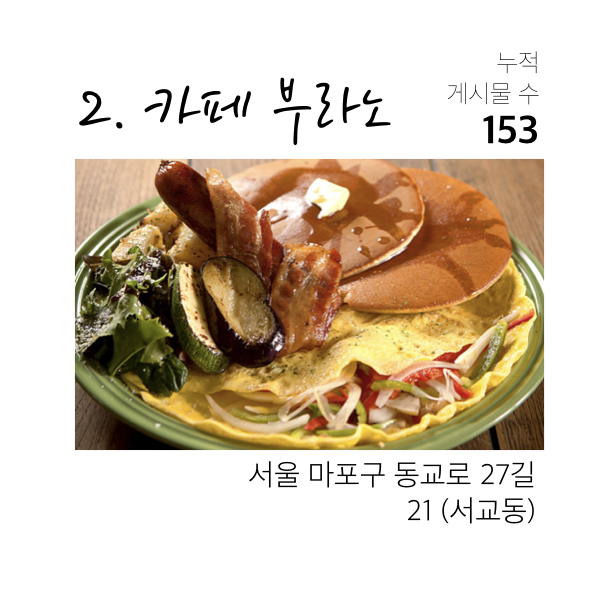 2. 카페 부라노
누적
게시물 수
153
서울 마포구 동교로 27길
21 (서교동)